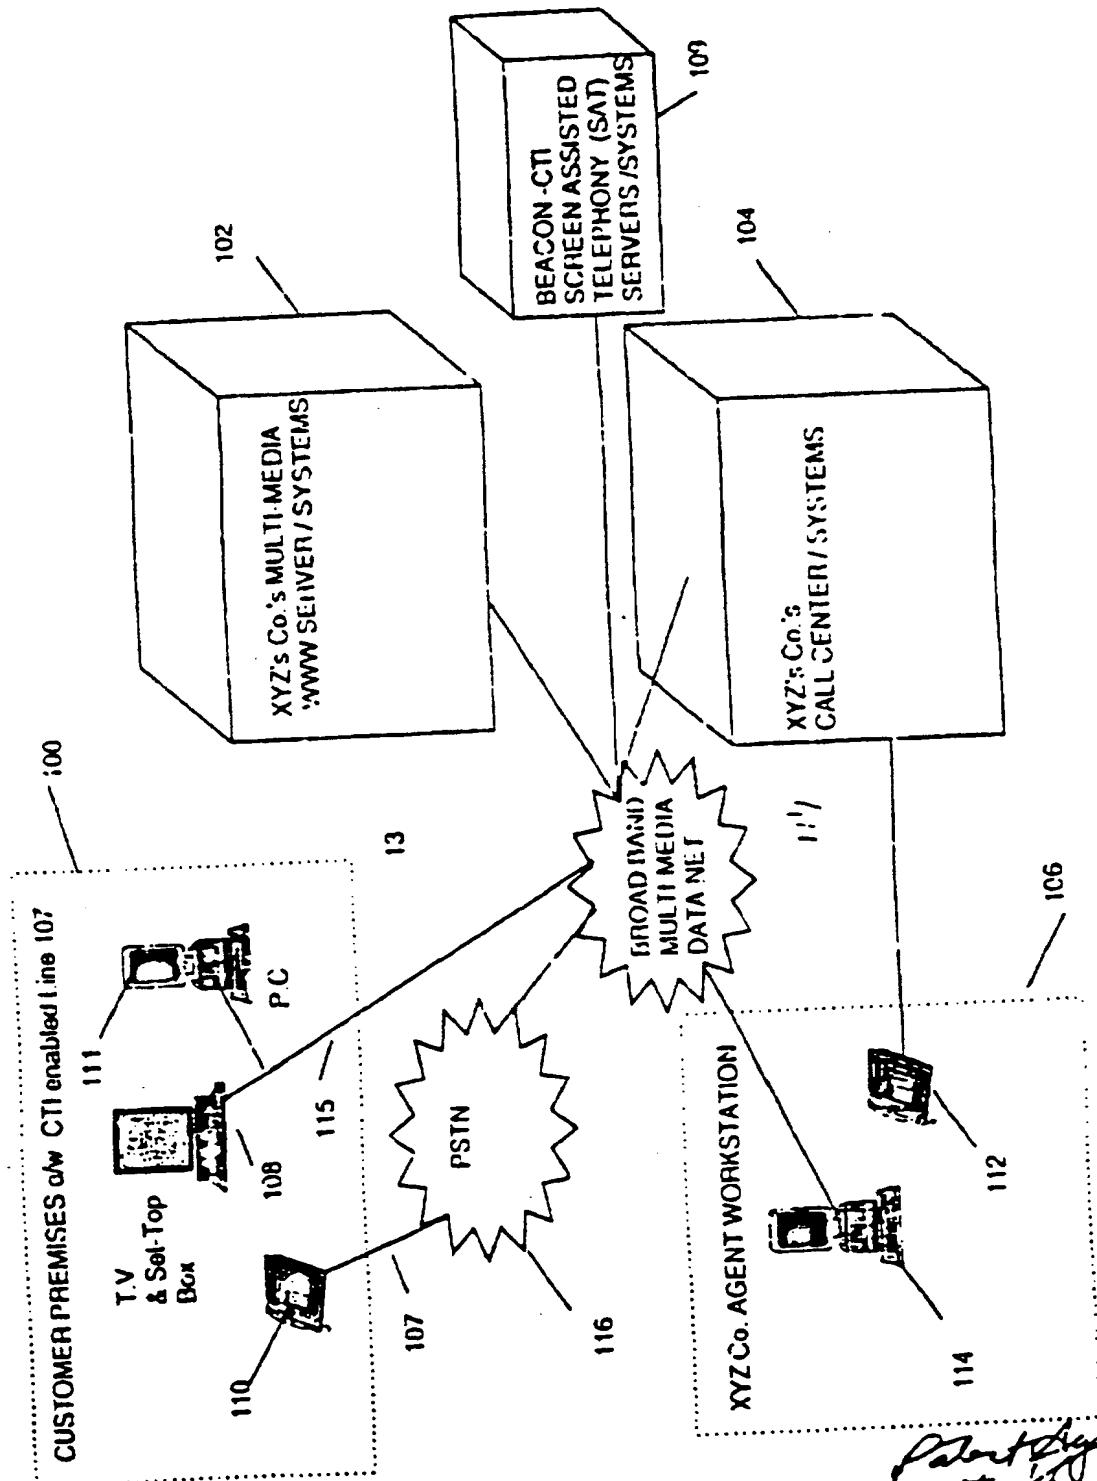 CUSTOMER PREMISES o/w CTI enabled Line 107
100
T.V
& Set-Top
Box
108
110
111
P.C
115
13
107
PSTN
116
XYZ's Co.'s MULTI-MEDIA
WWW SERVER / SYSTEMS
102
BEACON-CTI
SCREEN ASSISTED
TELEPHONY (SAT)
SERVERS/SYSTEMS
109
BROAD BAND
MULTI MEDIA
DATA NET
XYZ's Co.'s
CALL CENTER / SYSTEMS
104
XYZ Co. AGENT WORKSTATION
106
112
114
Patent